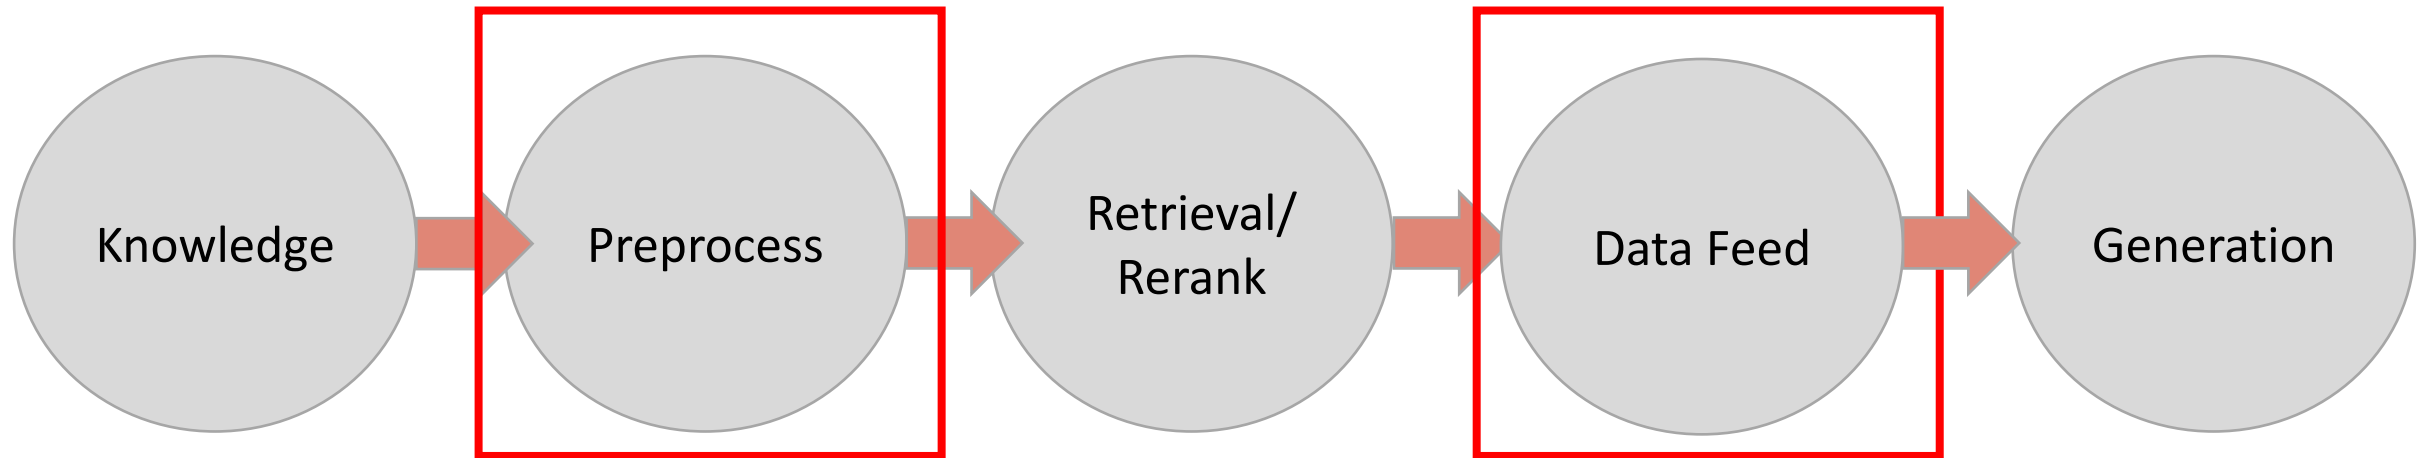 Knowledge
Preprocess
Retrieval/
Rerank
Data Feed
Generation